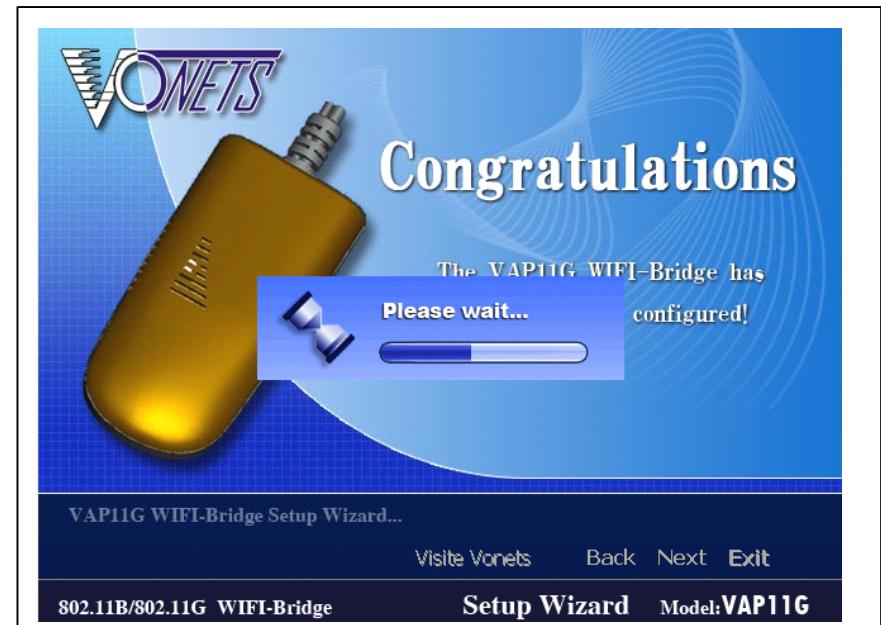 VONETS
Congratulations
The VAP11G WIFI-Bridge has
configured!
Please wait...
VAP11G WIFI-Bridge Setup Wizard...
Visite Vonets Back Next Exit
802.11B/802.11G WIFI-Bridge Setup Wizard Model:VAP11G